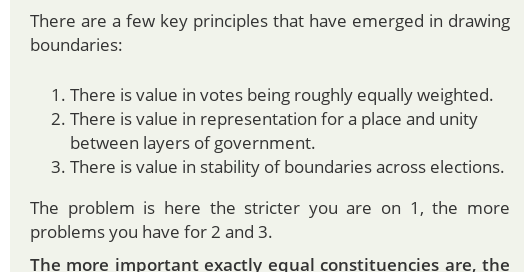 There are a few key principles that have emerged in drawing
boundaries:
1. There is value in votes being roughly equally weighted.
2. There is value in representation for a place and unity
between layers of government.
3. There is value in stability of boundaries across elections.
The problem is here the stricter you are on 1, the more
problems you have for 2 and 3.
The more important exactly equal constituencies are, the